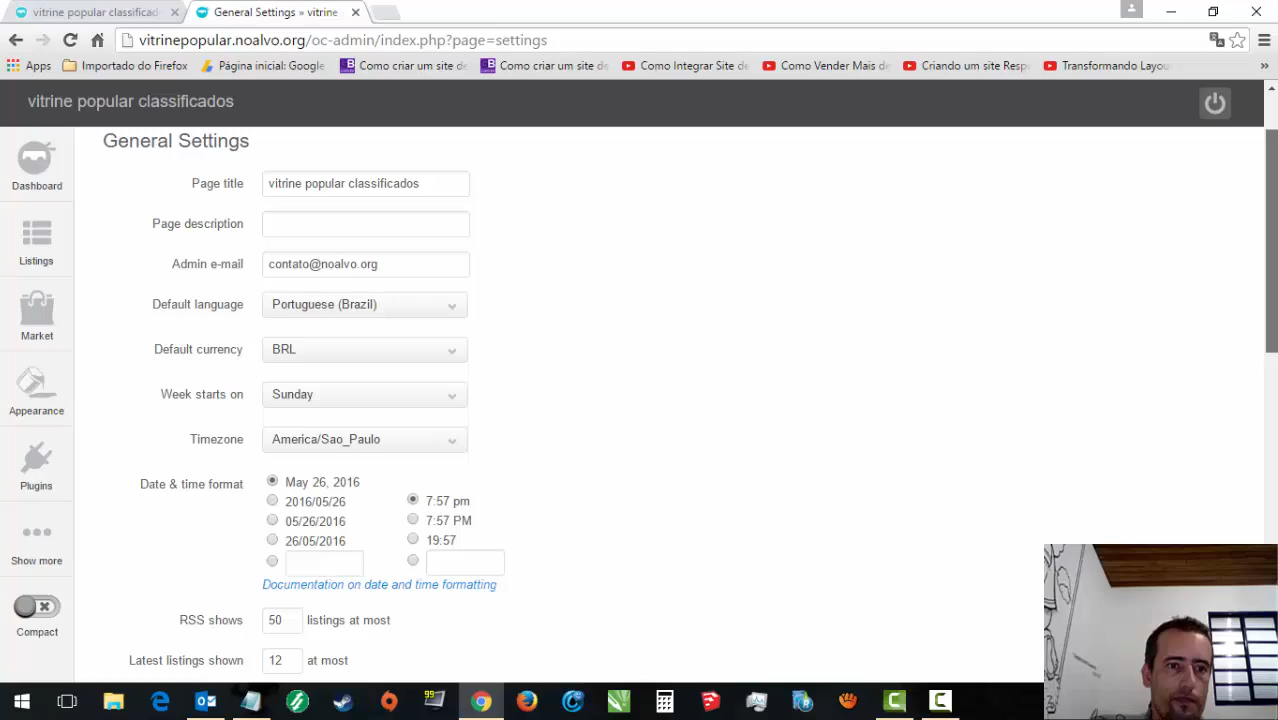 vitrine popular classificad
General Settings » vitrine
vitrinepopular.noalvo.org/oc-admin/index.php?page=settings
Apps
Importado do Firefox
Página inicial: Google
Como criar um site de
Como criar um site de
Como Integrar Site de
Como Vender Mais de
Criando um site Resp
Transformando Layou
»
vitrine popular classificados
General Settings
Dashboard
Listings
Market
Appearance
Plugins
Show more
Compact
Page title
vitrine popular classificados
Page description
Admin e-mail
contato@noalvo.org
Default language
Portuguese (Brazil)
Default currency
BRL
Week starts on
Sunday
Timezone
America/Sao_Paulo
Date & time format
May 26, 2016
2016/05/26
7:57 pm
05/26/2016
7:57 PM
26/05/2016
19:57
Documentation on date and time formatting
RSS shows
50
listings at most
Latest listings shown
12
at most
99